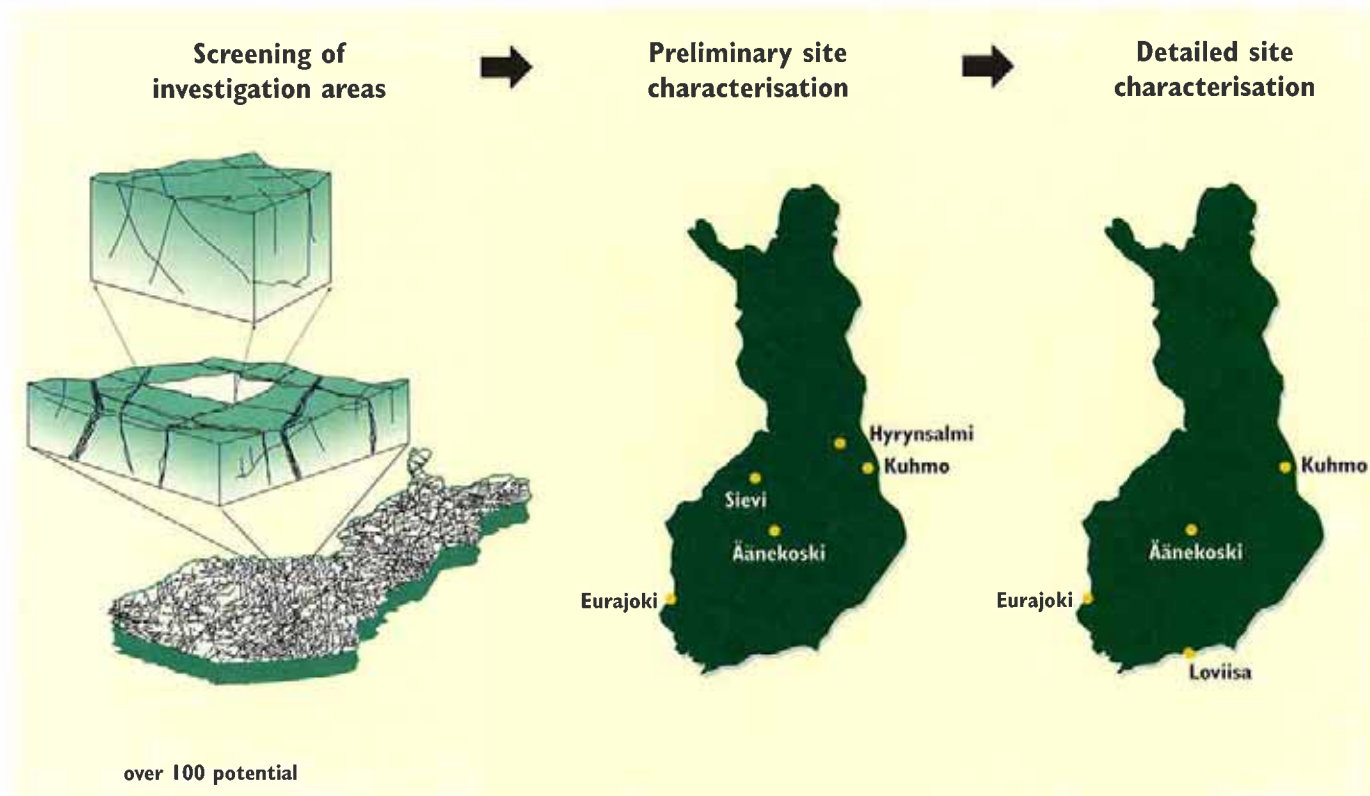 Screening of
investigation areas
Preliminary site
characterisation
Detailed site
characterisation
Hyrynsalmi
Kuhmo
Sievi
Äänekoski
Eurajoki
Kuhmo
Äänekoski
Eurajoki
Loviisa
over 100 potential